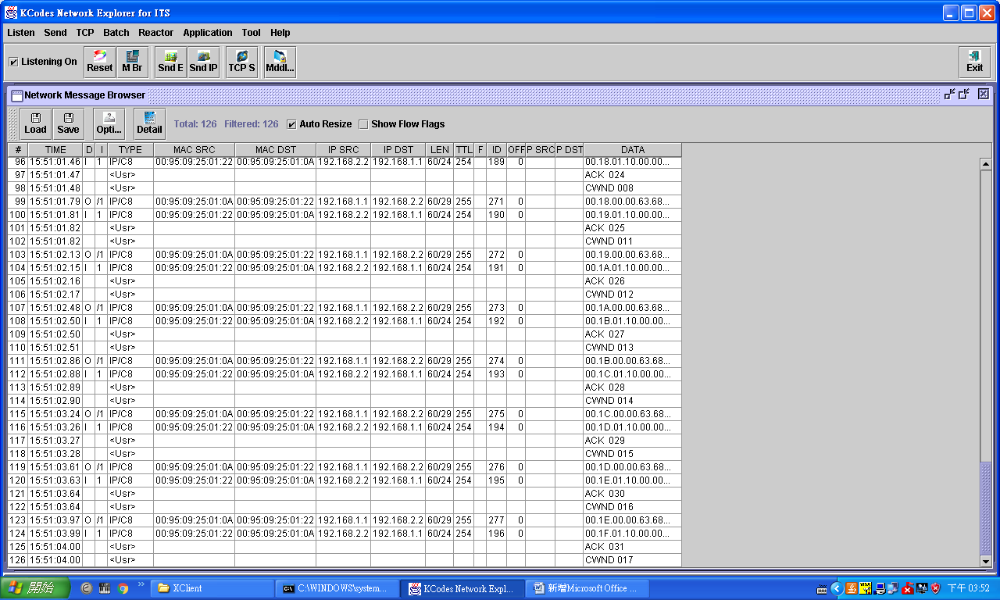 KCodes Network Explorer for ITS
Listen Send TCP Batch Reactor Application Tool Help
Listening On Reset M Br Snd E Snd IP TCP S Mddl... Exit
Network Message Browser
Load Save Opti... Detail Total: 126 Filtered: 126 Auto Resize Show Flow Flags
# TIME D I TYPE MAC SRC MAC DST IP SRC IP DST LEN TTL F ID OFF P SRC P DST DATA
96 15:51:01.46 I 1 IP/C8 00:95:09:25:01:22 00:95:09:25:01:0A 192.168.2.2 192.168.1.1 60/24 254 189 0 00.18.01.10.00.00...
97 15:51:01.47 <Usr> ACK 024
98 15:51:01.48 <Usr> CWND 008
99 15:51:01.79 O /1 IP/C8 00:95:09:25:01:0A 00:95:09:25:01:22 192.168.1.1 192.168.2.2 60/29 255 271 0 00.18.00.00.63.68...
100 15:51:01.81 I 1 IP/C8 00:95:09:25:01:22 00:95:09:25:01:0A 192.168.2.2 192.168.1.1 60/24 254 190 0 00.19.01.10.00.00...
101 15:51:01.82 <Usr> ACK 025
102 15:51:01.82 <Usr> CWND 011
103 15:51:02.13 O /1 IP/C8 00:95:09:25:01:0A 00:95:09:25:01:22 192.168.1.1 192.168.2.2 60/29 255 272 0 00.19.00.00.63.68...
104 15:51:02.15 I 1 IP/C8 00:95:09:25:01:22 00:95:09:25:01:0A 192.168.2.2 192.168.1.1 60/24 254 191 0 00.1A.01.10.00.00...
105 15:51:02.16 <Usr> ACK 026
106 15:51:02.17 <Usr> CWND 012
107 15:51:02.48 O /1 IP/C8 00:95:09:25:01:0A 00:95:09:25:01:22 192.168.1.1 192.168.2.2 60/29 255 273 0 00.1A.00.00.63.68...
108 15:51:02.50 I 1 IP/C8 00:95:09:25:01:22 00:95:09:25:01:0A 192.168.2.2 192.168.1.1 60/24 254 192 0 00.1B.01.10.00.00...
109 15:51:02.50 <Usr> ACK 027
110 15:51:02.51 <Usr> CWND 013
111 15:51:02.86 O /1 IP/C8 00:95:09:25:01:0A 00:95:09:25:01:22 192.168.1.1 192.168.2.2 60/29 255 274 0 00.1B.00.00.63.68...
112 15:51:02.88 I 1 IP/C8 00:95:09:25:01:22 00:95:09:25:01:0A 192.168.2.2 192.168.1.1 60/24 254 193 0 00.1C.01.10.00.00...
113 15:51:02.89 <Usr> ACK 028
114 15:51:02.90 <Usr> CWND 014
115 15:51:03.24 O /1 IP/C8 00:95:09:25:01:0A 00:95:09:25:01:22 192.168.1.1 192.168.2.2 60/29 255 275 0 00.1C.00.00.63.68...
116 15:51:03.26 I 1 IP/C8 00:95:09:25:01:22 00:95:09:25:01:0A 192.168.2.2 192.168.1.1 60/24 254 194 0 00.1D.01.10.00.00...
117 15:51:03.27 <Usr> ACK 029
118 15:51:03.28 <Usr> CWND 015
119 15:51:03.61 O /1 IP/C8 00:95:09:25:01:0A 00:95:09:25:01:22 192.168.1.1 192.168.2.2 60/29 255 276 0 00.1D.00.00.63.68...
120 15:51:03.63 I 1 IP/C8 00:95:09:25:01:22 00:95:09:25:01:0A 192.168.2.2 192.168.1.1 60/24 254 195 0 00.1E.01.10.00.00...
121 15:51:03.64 <Usr> ACK 030
122 15:51:03.64 <Usr> CWND 016
123 15:51:03.97 O /1 IP/C8 00:95:09:25:01:0A 00:95:09:25:01:22 192.168.1.1 192.168.2.2 60/29 255 277 0 00.1E.00.00.63.68...
124 15:51:03.99 I 1 IP/C8 00:95:09:25:01:22 00:95:09:25:01:0A 192.168.2.2 192.168.1.1 60/24 254 196 0 00.1F.01.10.00.00...
125 15:51:04.00 <Usr> ACK 031
126 15:51:04.00 <Usr> CWND 017
開始 XClient C:\WINDOWS\system... KCodes Network Expl... 新增Microsoft Office ... 下午 03:52